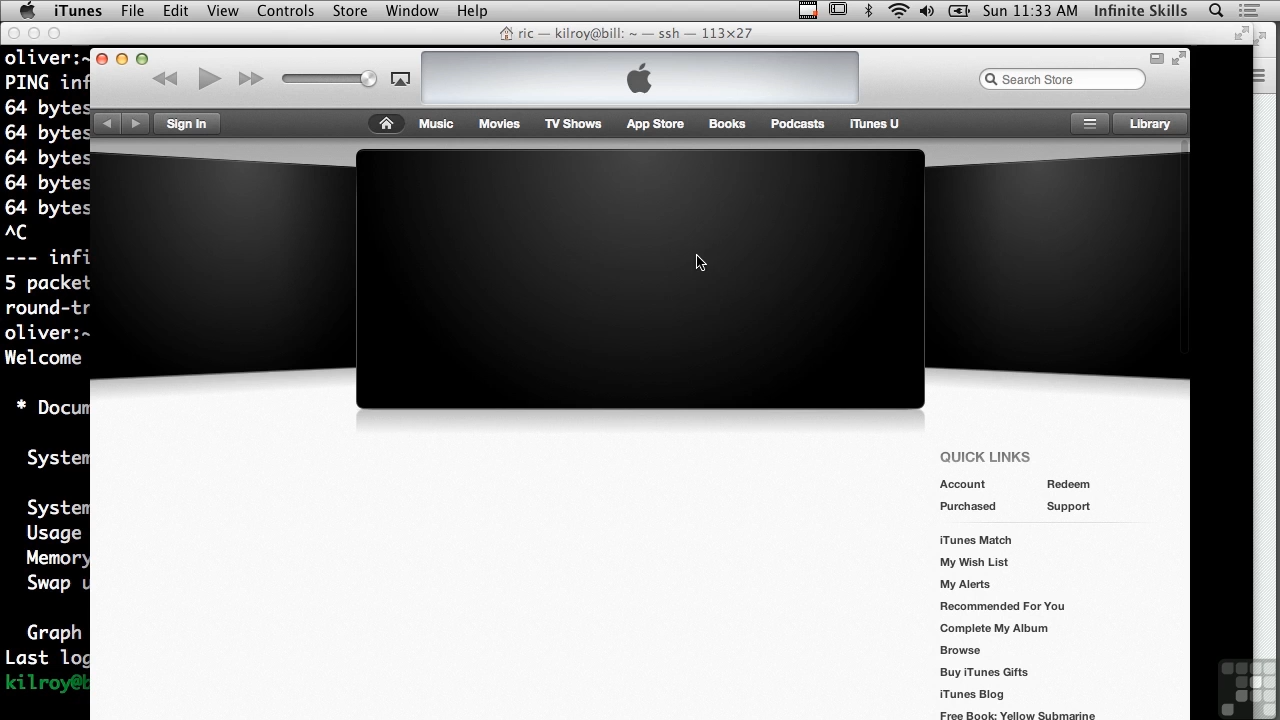 iTunes File Edit View Controls Store Window Help Sun 11:33 AM Infinite Skills
ric — kilroy@bill: ~ — ssh — 113×27
Search Store
Sign In Music Movies TV Shows App Store Books Podcasts iTunes U Library
oliver:~
PING inf
64 bytes
64 bytes
64 bytes
64 bytes
64 bytes
^C
--- infi
5 packet
round-tr
oliver:~
Welcome
* Docum
System
System
Usage
Memory
Swap u
Graph
Last log
kilroy@b
QUICK LINKS
Account Redeem
Purchased Support
iTunes Match
My Wish List
My Alerts
Recommended For You
Complete My Album
Browse
Buy iTunes Gifts
iTunes Blog
Free Book: Yellow Submarine